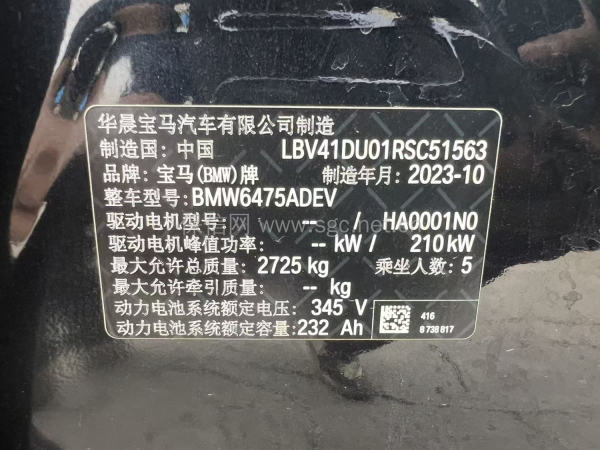 华晨宝马汽车有限公司制造
制造国: 中国 LBV41DU01RSC51563
品牌: 宝马(BMW)牌 制造年月: 2023-10
整车型号: BMW6475ADEV
驱动电机型号: -- / HA0001N0
驱动电机峰值功率: -- kW / 210 kW
最大允许总质量: 2725 kg 乘坐人数: 5
最大允许牵引质量: -- kg
动力电池系统额定电压: 345 V
动力电池系统额定容量: 232 Ah
416
8 738 817